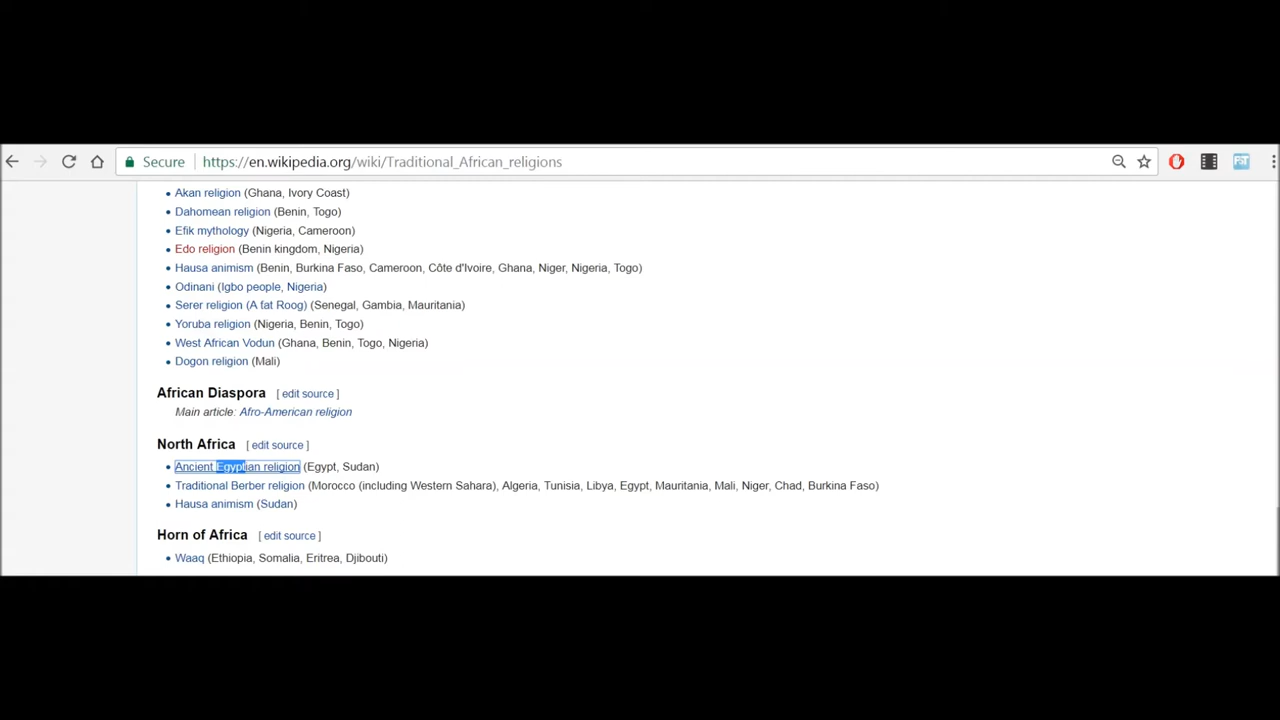 Secure https://en.wikipedia.org/wiki/Traditional_African_religions
• Akan religion (Ghana, Ivory Coast)
• Dahomean religion (Benin, Togo)
• Efik mythology (Nigeria, Cameroon)
• Edo religion (Benin kingdom, Nigeria)
• Hausa animism (Benin, Burkina Faso, Cameroon, Côte d'Ivoire, Ghana, Niger, Nigeria, Togo)
• Odinani (Igbo people, Nigeria)
• Serer religion (A fat Roog) (Senegal, Gambia, Mauritania)
• Yoruba religion (Nigeria, Benin, Togo)
• West African Vodun (Ghana, Benin, Togo, Nigeria)
• Dogon religion (Mali)
African Diaspora [ edit source ]
Main article: Afro-American religion
North Africa [ edit source ]
• Ancient Egyptian religion (Egypt, Sudan)
• Traditional Berber religion (Morocco (including Western Sahara), Algeria, Tunisia, Libya, Egypt, Mauritania, Mali, Niger, Chad, Burkina Faso)
• Hausa animism (Sudan)
Horn of Africa [ edit source ]
• Waaq (Ethiopia, Somalia, Eritrea, Djibouti)